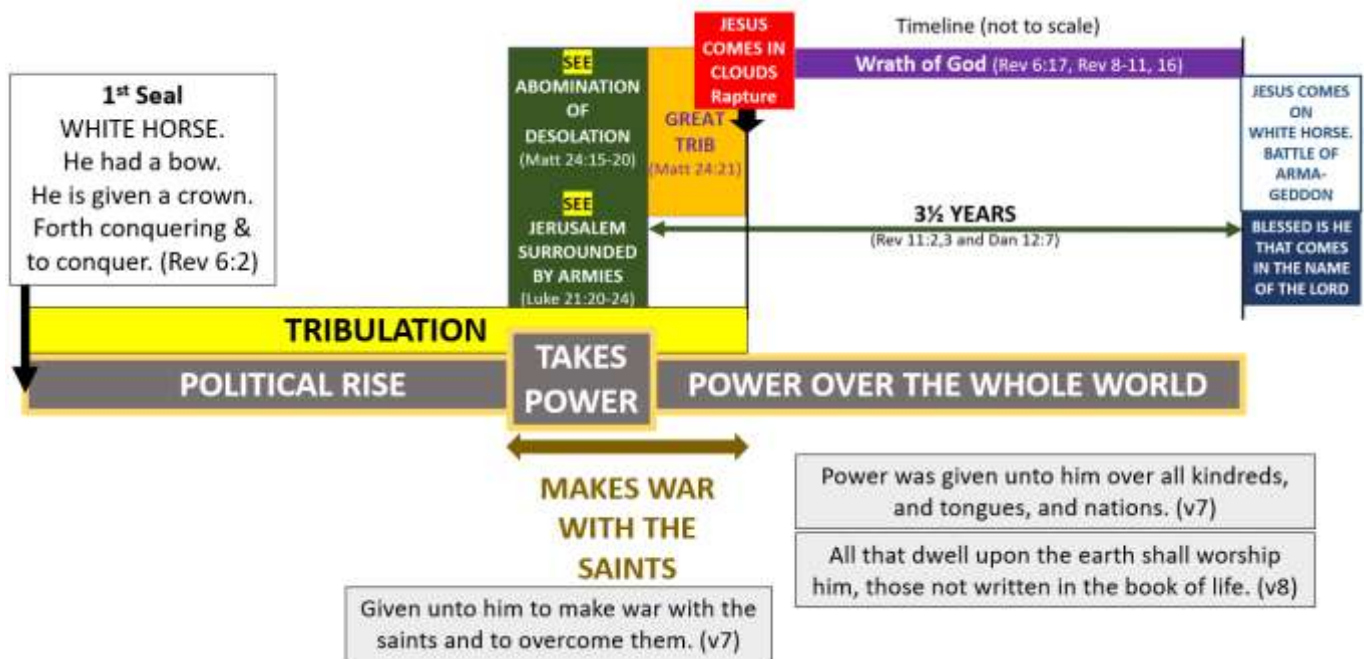 1st Seal
WHITE HORSE.
He had a bow.
He is given a crown.
Forth conquering &
to conquer. (Rev 6:2)
SEE
ABOMINATION
OF
DESOLATION
(Matt 24:15-20)
SEE
JERUSALEM
SURROUNDED
BY ARMIES
(Luke 21:20-24)
GREAT
TRIB
(Matt 24:21)
JESUS
COMES IN
CLOUDS
Rapture
Timeline (not to scale)
Wrath of God (Rev 6:17, Rev 8-11, 16)
3½ YEARS
(Rev 11:2,3 and Dan 12:7)
JESUS COMES
ON
WHITE HORSE.
BATTLE OF
ARMA-
GEDDON
BLESSED IS HE
THAT COMES
IN THE NAME
OF THE LORD
TRIBULATION
POLITICAL RISE
TAKES
POWER
POWER OVER THE WHOLE WORLD
MAKES WAR
WITH THE
SAINTS
Given unto him to make war with the
saints and to overcome them. (v7)
Power was given unto him over all kindreds,
and tongues, and nations. (v7)
All that dwell upon the earth shall worship
him, those not written in the book of life. (v8)